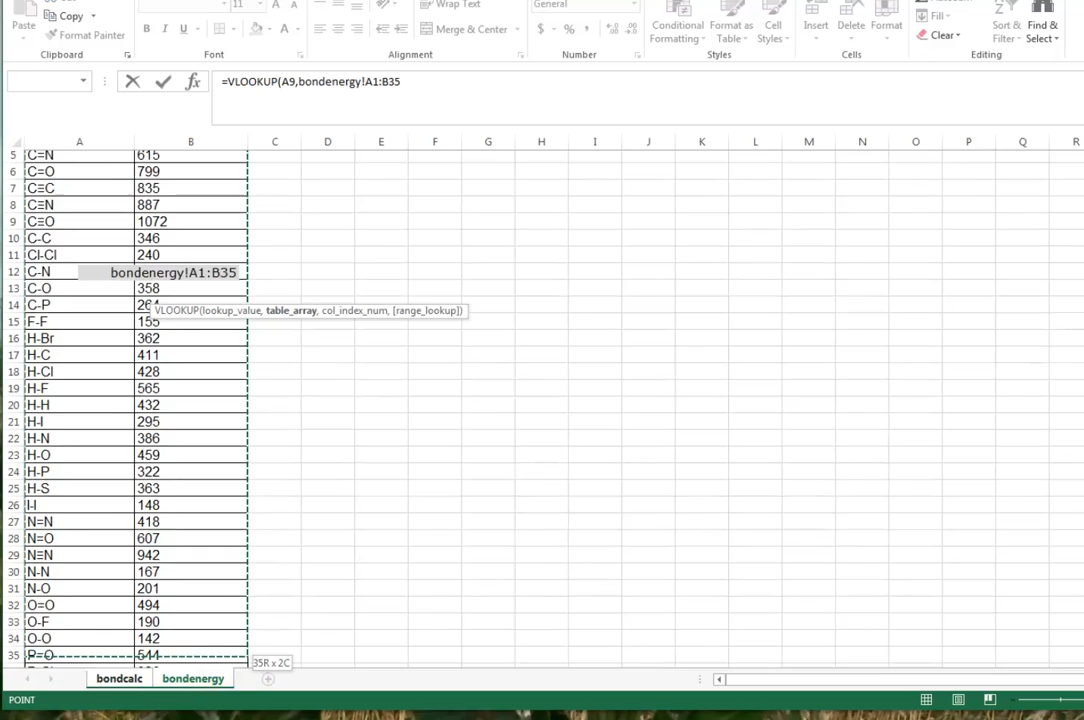 Paste
Copy
Format Painter
Clipboard
11
A A
B I U
A
Font
Wrap Text
Merge & Center
Alignment
General
$ % ,
Number
Conditional Formatting
Format as Table
Cell Styles
Styles
Insert
Delete
Format
Cells
Fill
Clear
Sort & Filter
Find & Select
Editing
fx
=VLOOKUP(A9,bondenergy!A1:B35
A B C D E F G H I J K L M N O P Q R
5 C=N 615
6 C=O 799
7 C≡C 835
8 C≡N 887
9 C≡O 1072
10 C-C 346
11 Cl-Cl 240
12 C-N bondenergy!A1:B35
13 C-O 358
14 C-P 264
VLOOKUP(lookup_value, table_array, col_index_num, [range_lookup])
15 F-F 155
16 H-Br 362
17 H-C 411
18 H-Cl 428
19 H-F 565
20 H-H 432
21 H-I 295
22 H-N 386
23 H-O 459
24 H-P 322
25 H-S 363
26 I-I 148
27 N=N 418
28 N=O 607
29 N≡N 942
30 N-N 167
31 N-O 201
32 O=O 494
33 O-F 190
34 O-O 142
35 P=O 544
35R x 2C
bondcalc bondenergy
POINT